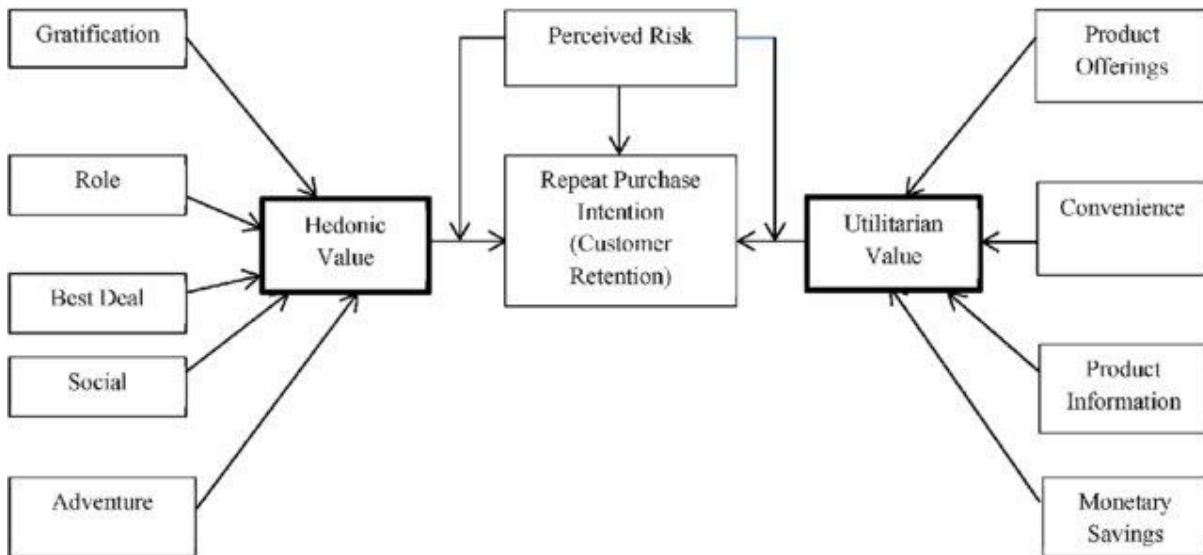 Gratification
Role
Best Deal
Social
Adventure
Hedonic
Value
Perceived Risk
Repeat Purchase
Intention
(Customer
Retention)
Utilitarian
Value
Product
Offerings
Convenience
Product
Information
Monetary
Savings